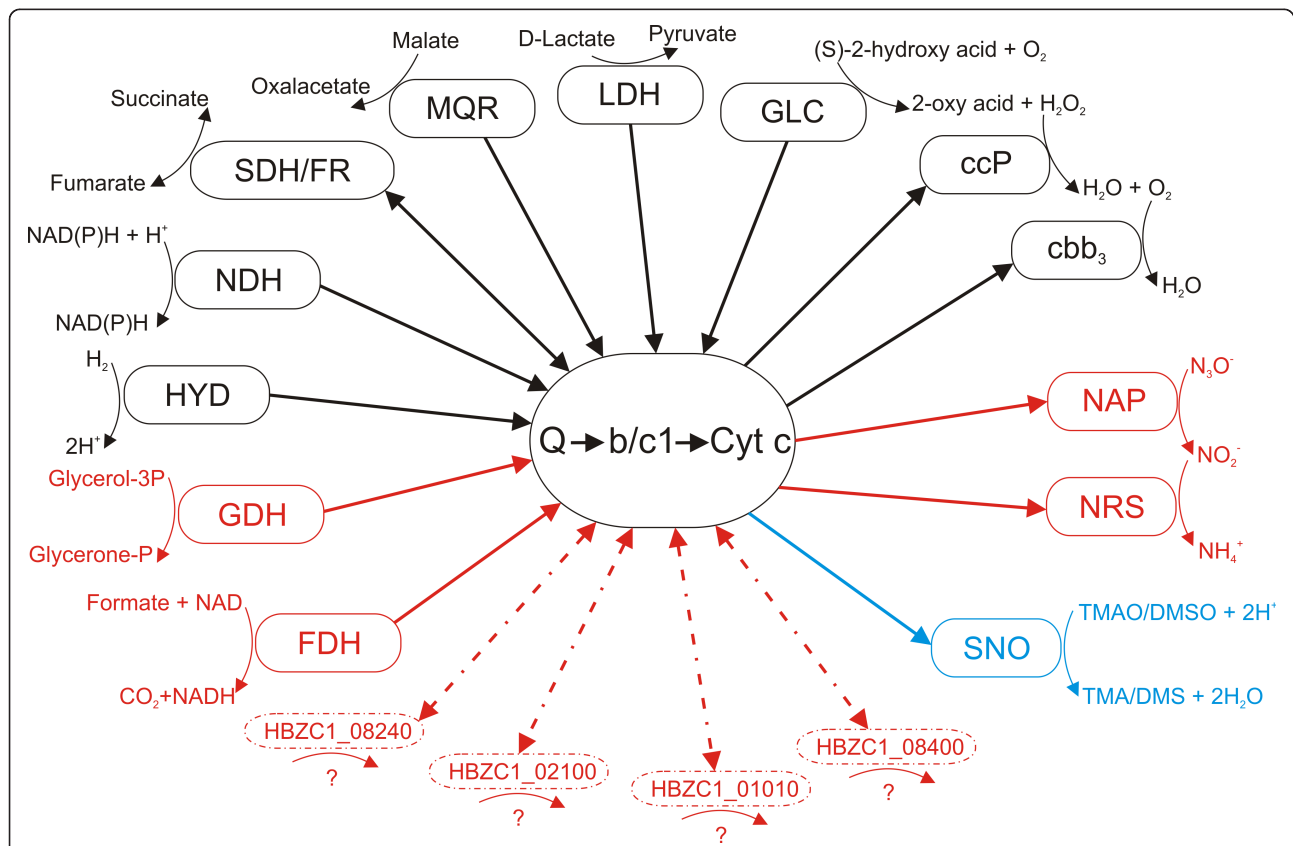 Malate
D-Lactate
Pyruvate
(S)-2-hydroxy acid + O₂
Oxalacetate
MQR
LDH
GLC
2-oxy acid + H₂O₂
Succinate
SDH/FR
Fumarate
ccP
H₂O + O₂
NAD(P)H + H⁺
NDH
NAD(P)H
cbb₃
H₂O
H₂
HYD
2H⁺
Q b/c1 Cyt c
N₃O⁻
NAP
NO₂⁻
Glycerol-3P
GDH
Glycerone-P
NRS
NH₄⁺
Formate + NAD
FDH
CO₂+NADH
TMAO/DMSO + 2H⁺
SNO
TMA/DMS + 2H₂O
HBZC1_08240
?
HBZC1_02100
?
HBZC1_01010
?
HBZC1_08400
?